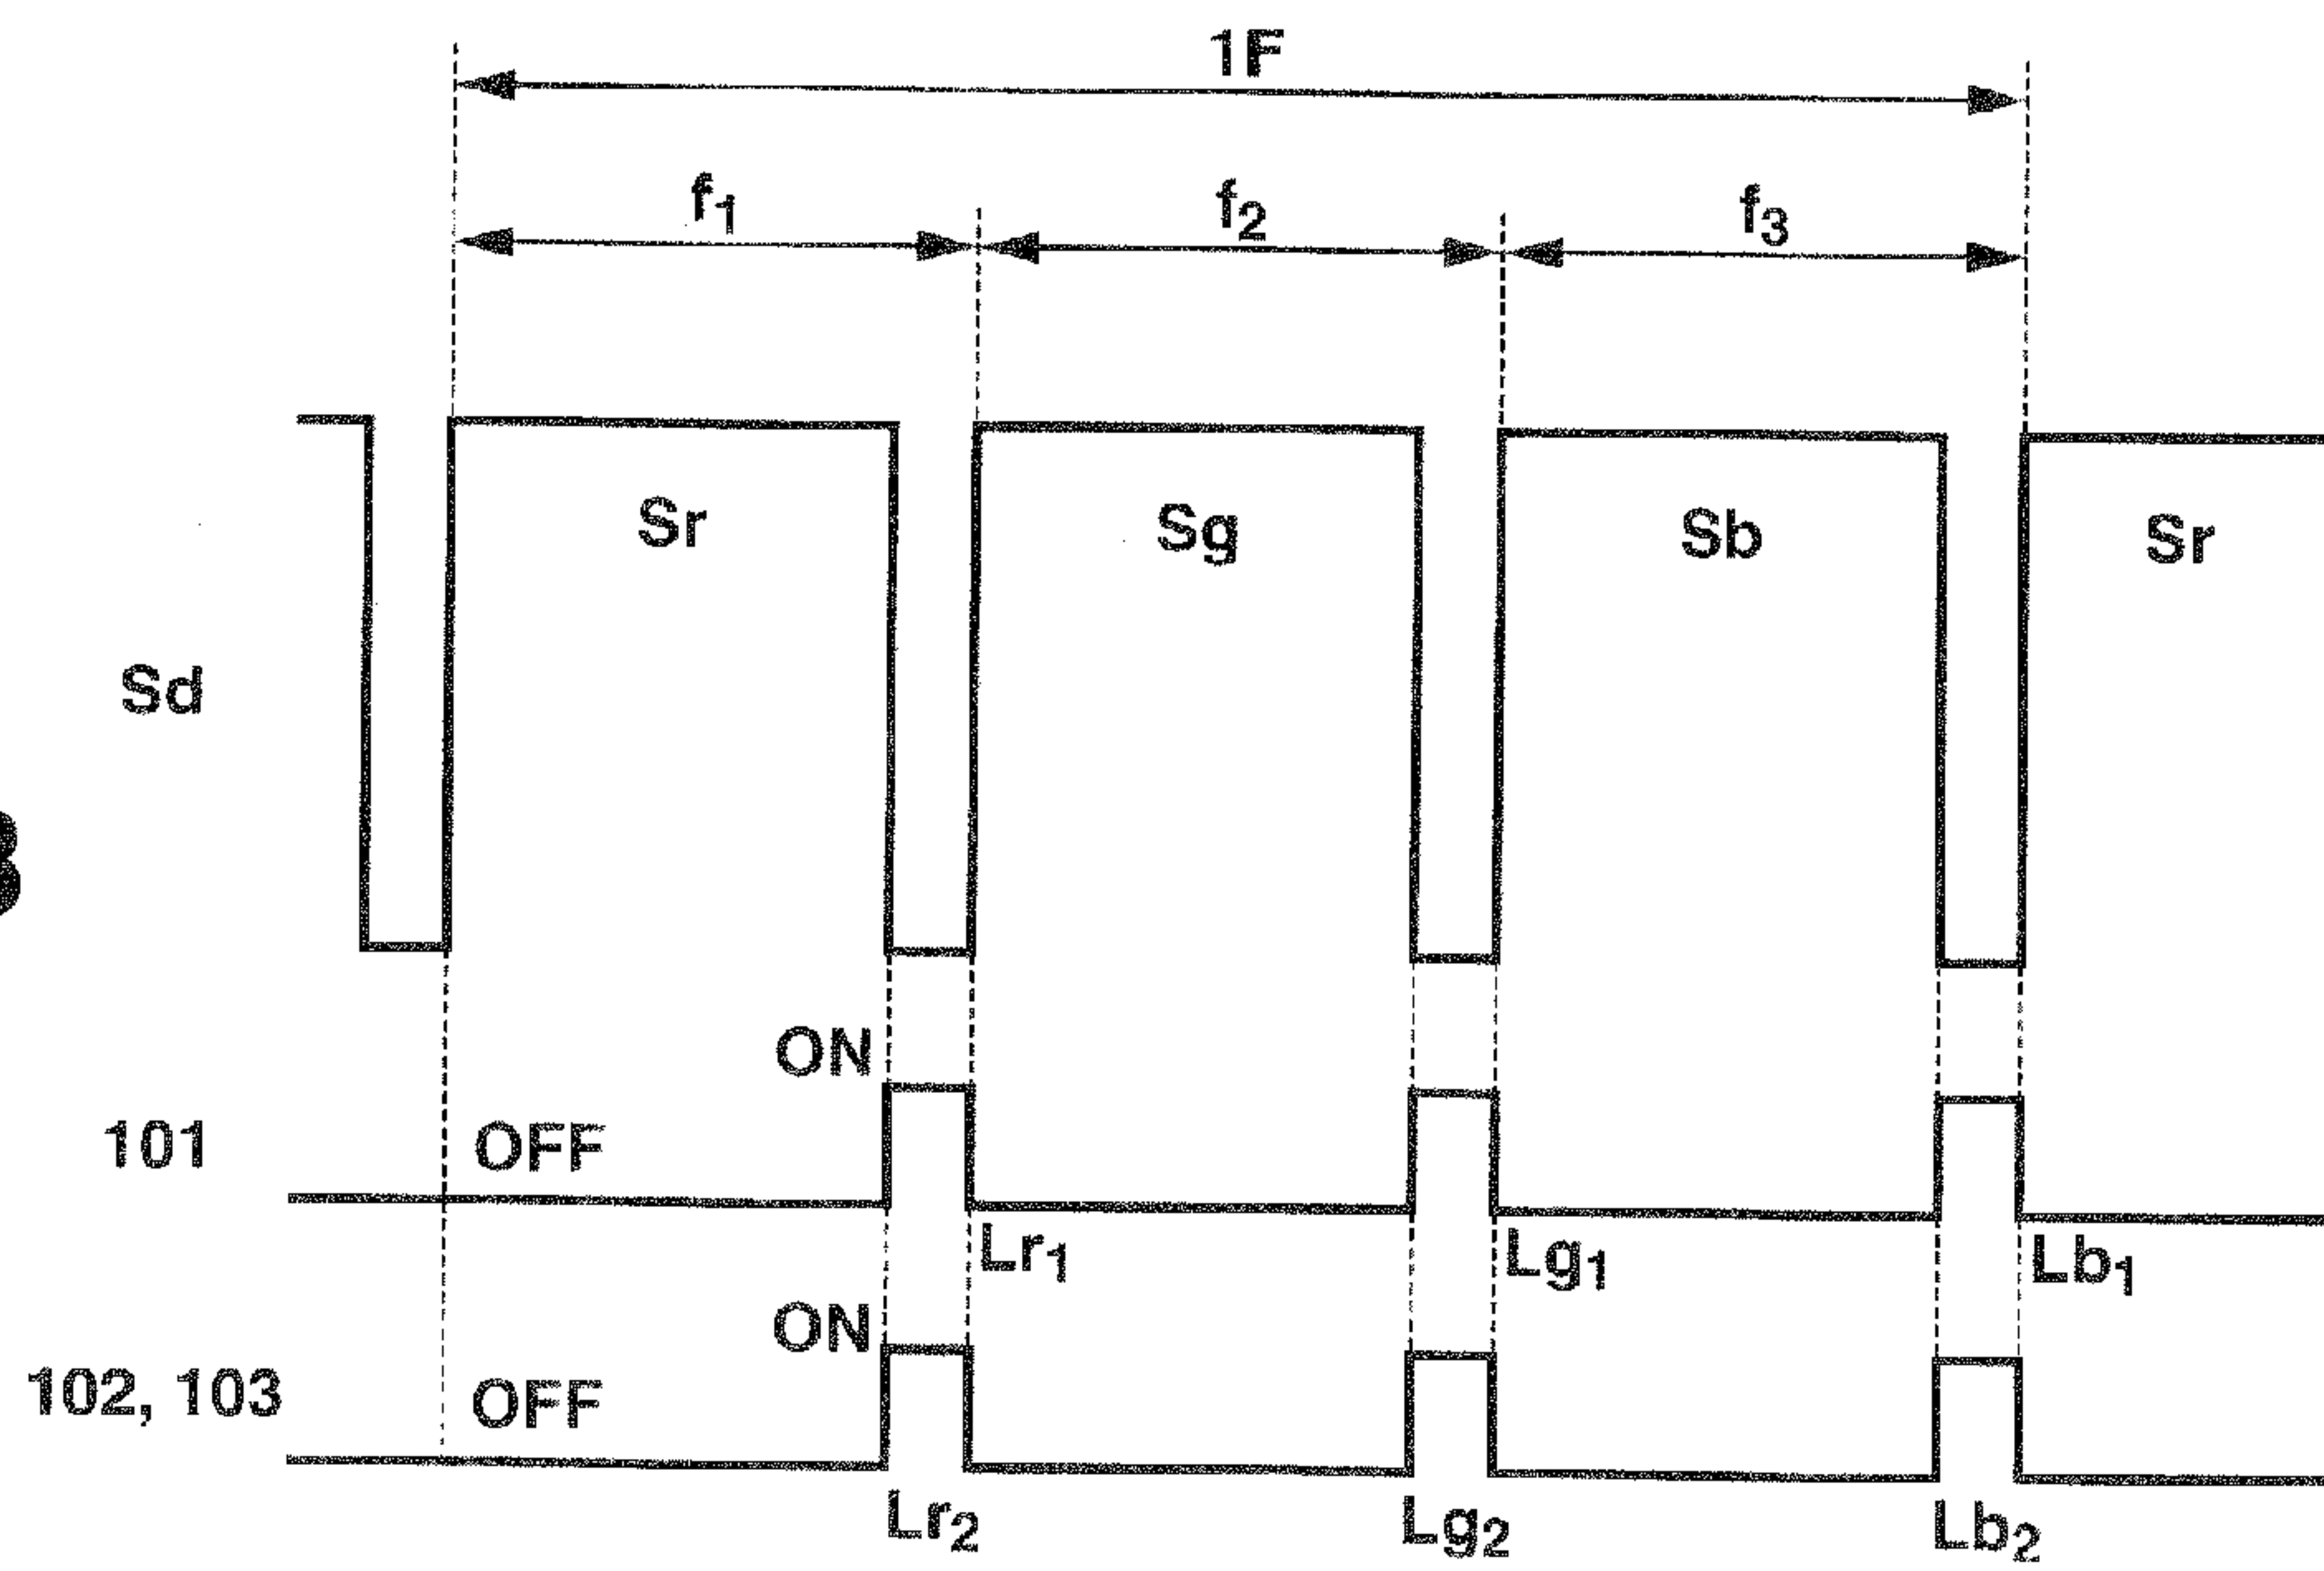 1F
f1 f2 f3
Sr Sg Sb Sr
Sd
ON
101 OFF
Lr1 Lg1 Lb1
ON
102, 103 OFF
Lr2 Lg2 Lb2